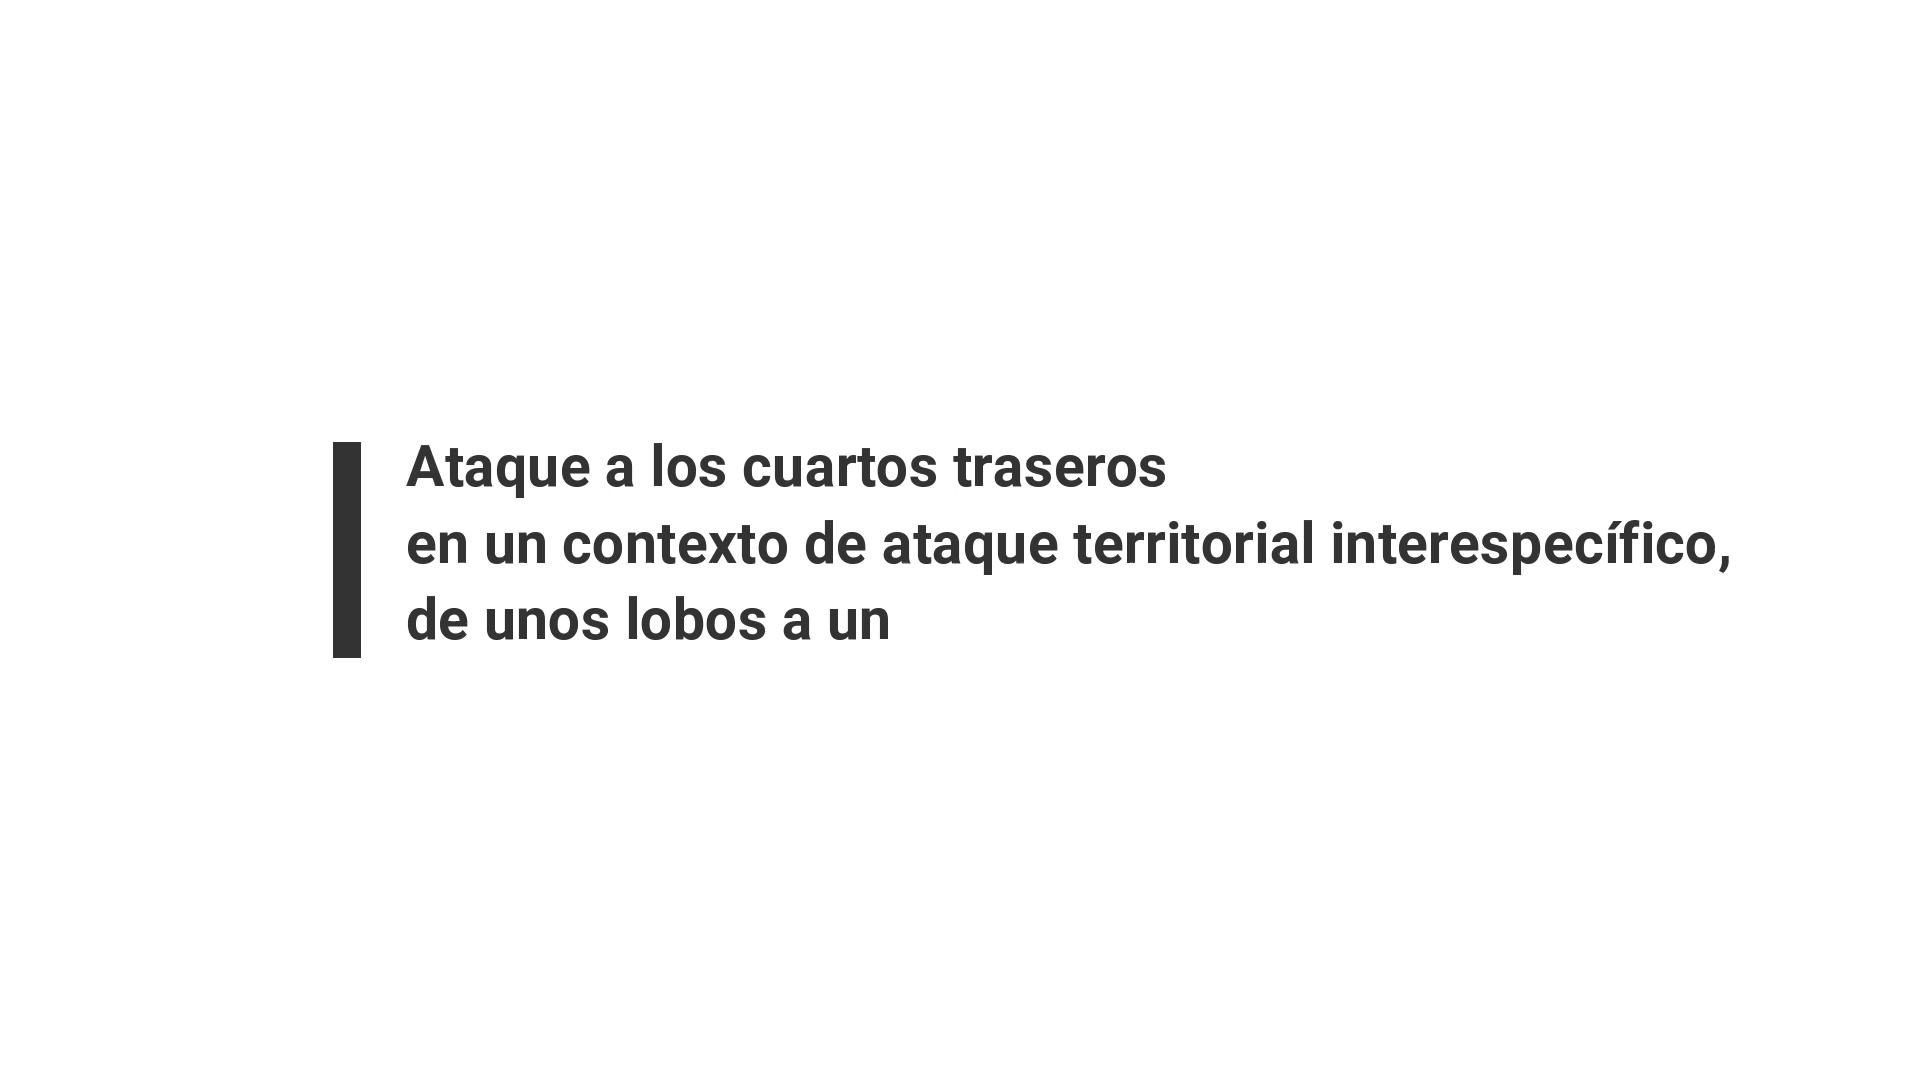 Ataque a los cuartos traseros
en un contexto de ataque territorial interespecífico,
de unos lobos a un